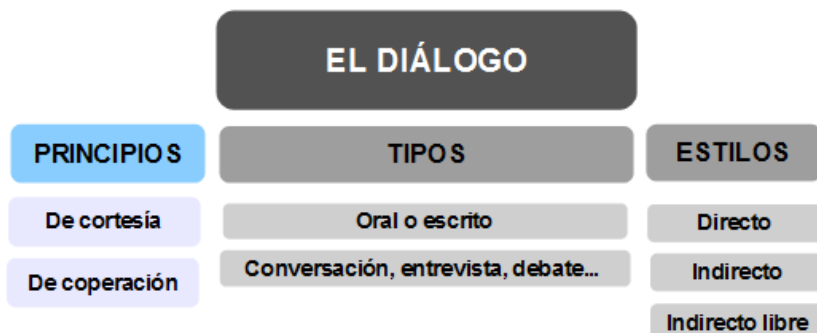 EL DIÁLOGO
PRINCIPIOS
TIPOS
ESTILOS
De cortesía
Oral o escrito
Directo
De coperación
Conversación, entrevista, debate...
Indirecto
Indirecto libre